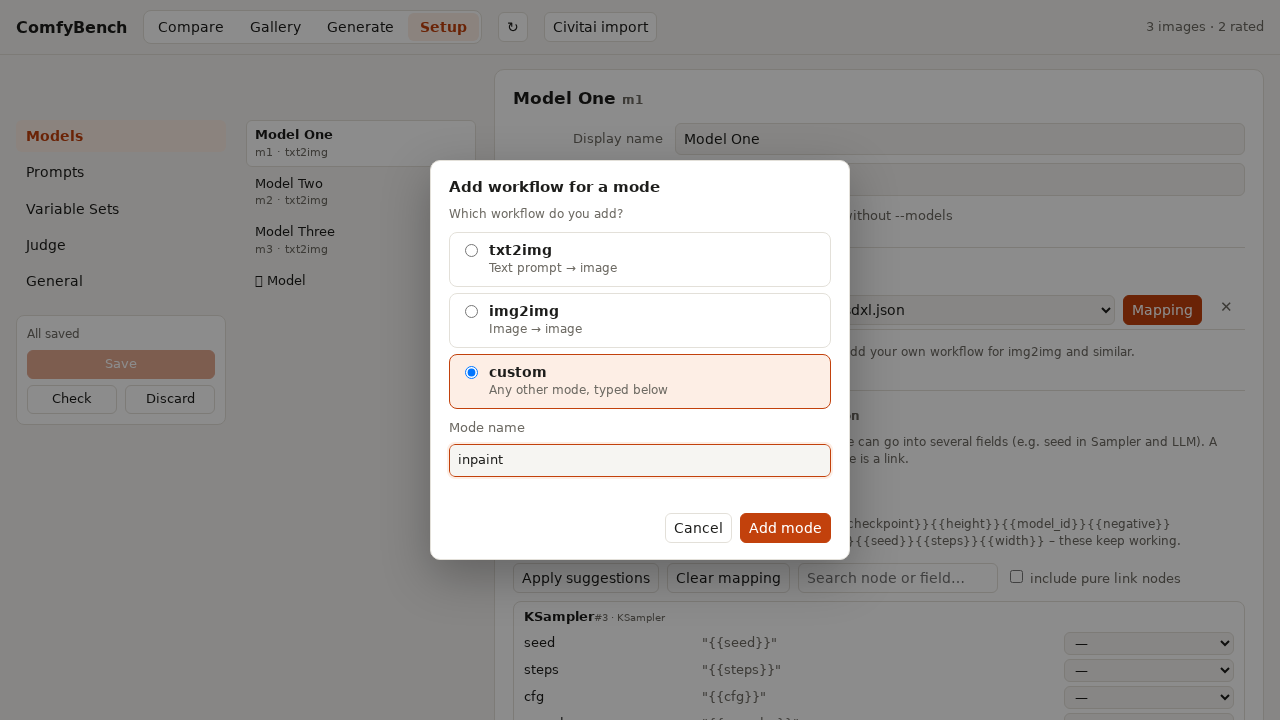 ComfyBench
Compare
Gallery
Generate
Setup
↻
Civitai import
3 images · 2 rated
Models
Prompts
Variable Sets
Judge
General
All saved
Save
Check
Discard
Model One
m1 · txt2img
Model Two
m2 · txt2img
Model Three
m3 · txt2img
Model
Model One m1
Display name
Model One
without --models
sdxl.json
Mapping
✕
add your own workflow for img2img and similar.
can go into several fields (e.g. seed in Sampler and LLM). A
is a link.
checkpoint}}{{height}}{{model_id}}{{negative}}
{{seed}}{{steps}}{{width}} – these keep working.
Apply suggestions
Clear mapping
Search node or field…
include pure link nodes
KSampler#3 · KSampler
seed
"{{seed}}"
—
steps
"{{steps}}"
—
cfg
"{{cfg}}"
—
Add workflow for a mode
Which workflow do you add?
txt2img
Text prompt → image
img2img
Image → image
custom
Any other mode, typed below
Mode name
inpaint
Cancel
Add mode